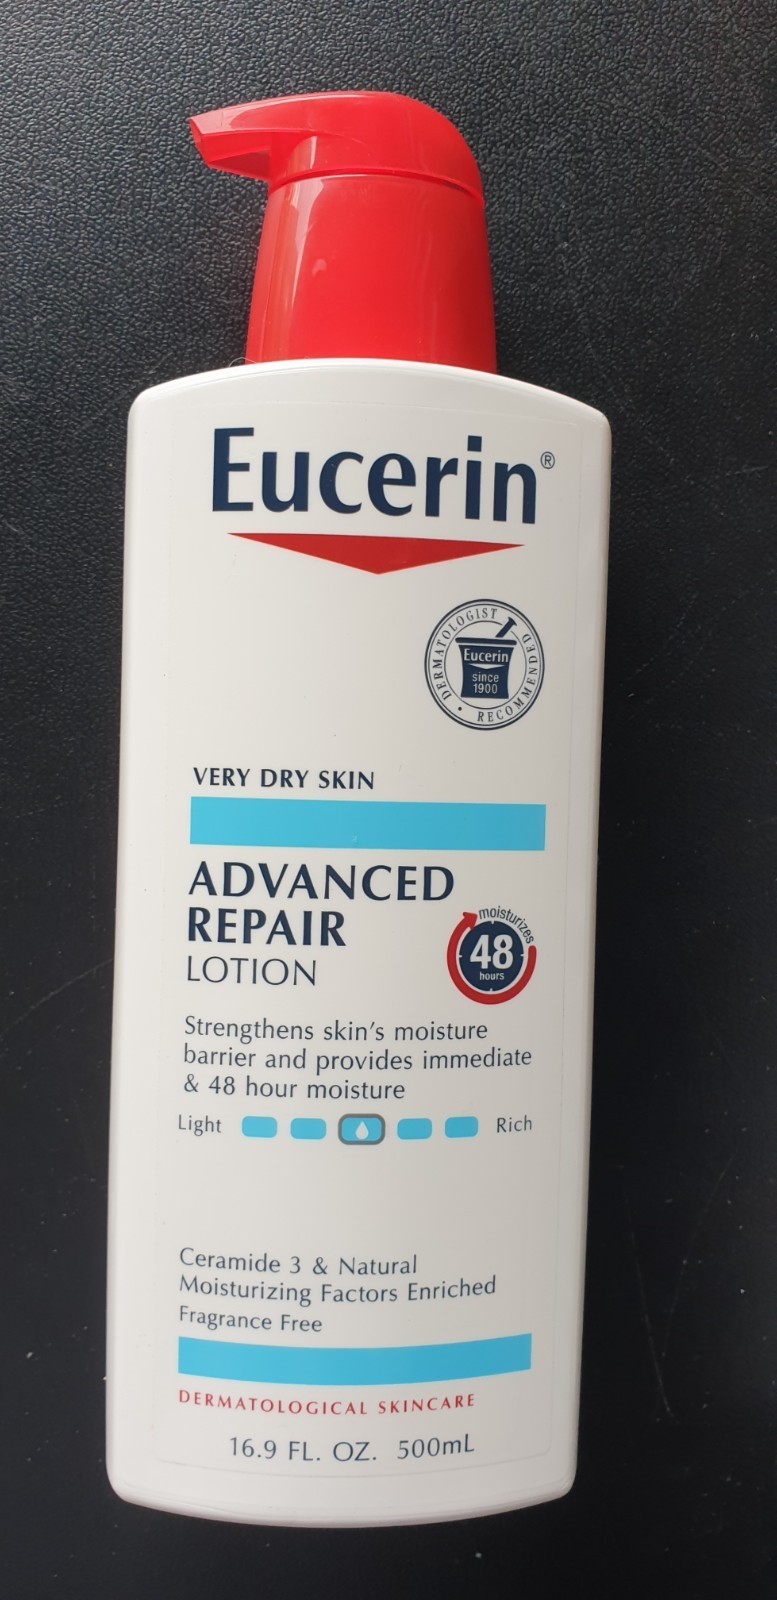 Eucerin®
DERMATOLOGIST RECOMMENDED
Eucerin
since
1900
VERY DRY SKIN
ADVANCED
REPAIR
LOTION
moisturizes
48
hours
Strengthens skin's moisture
barrier and provides immediate
& 48 hour moisture
Light Rich
Ceramide 3 & Natural
Moisturizing Factors Enriched
Fragrance Free
DERMATOLOGICAL SKINCARE
16.9 FL. OZ. 500mL